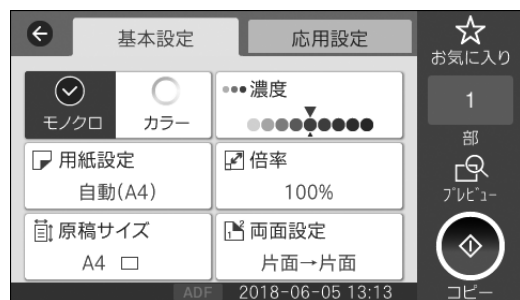 基本設定
応用設定
お気に入り
モノクロ
カラー
濃度
1
部
用紙設定
自動(A4)
倍率
100%
プレビュー
原稿サイズ
A4
両面設定
片面→片面
ADF
2018-06-05 13:13
コピー